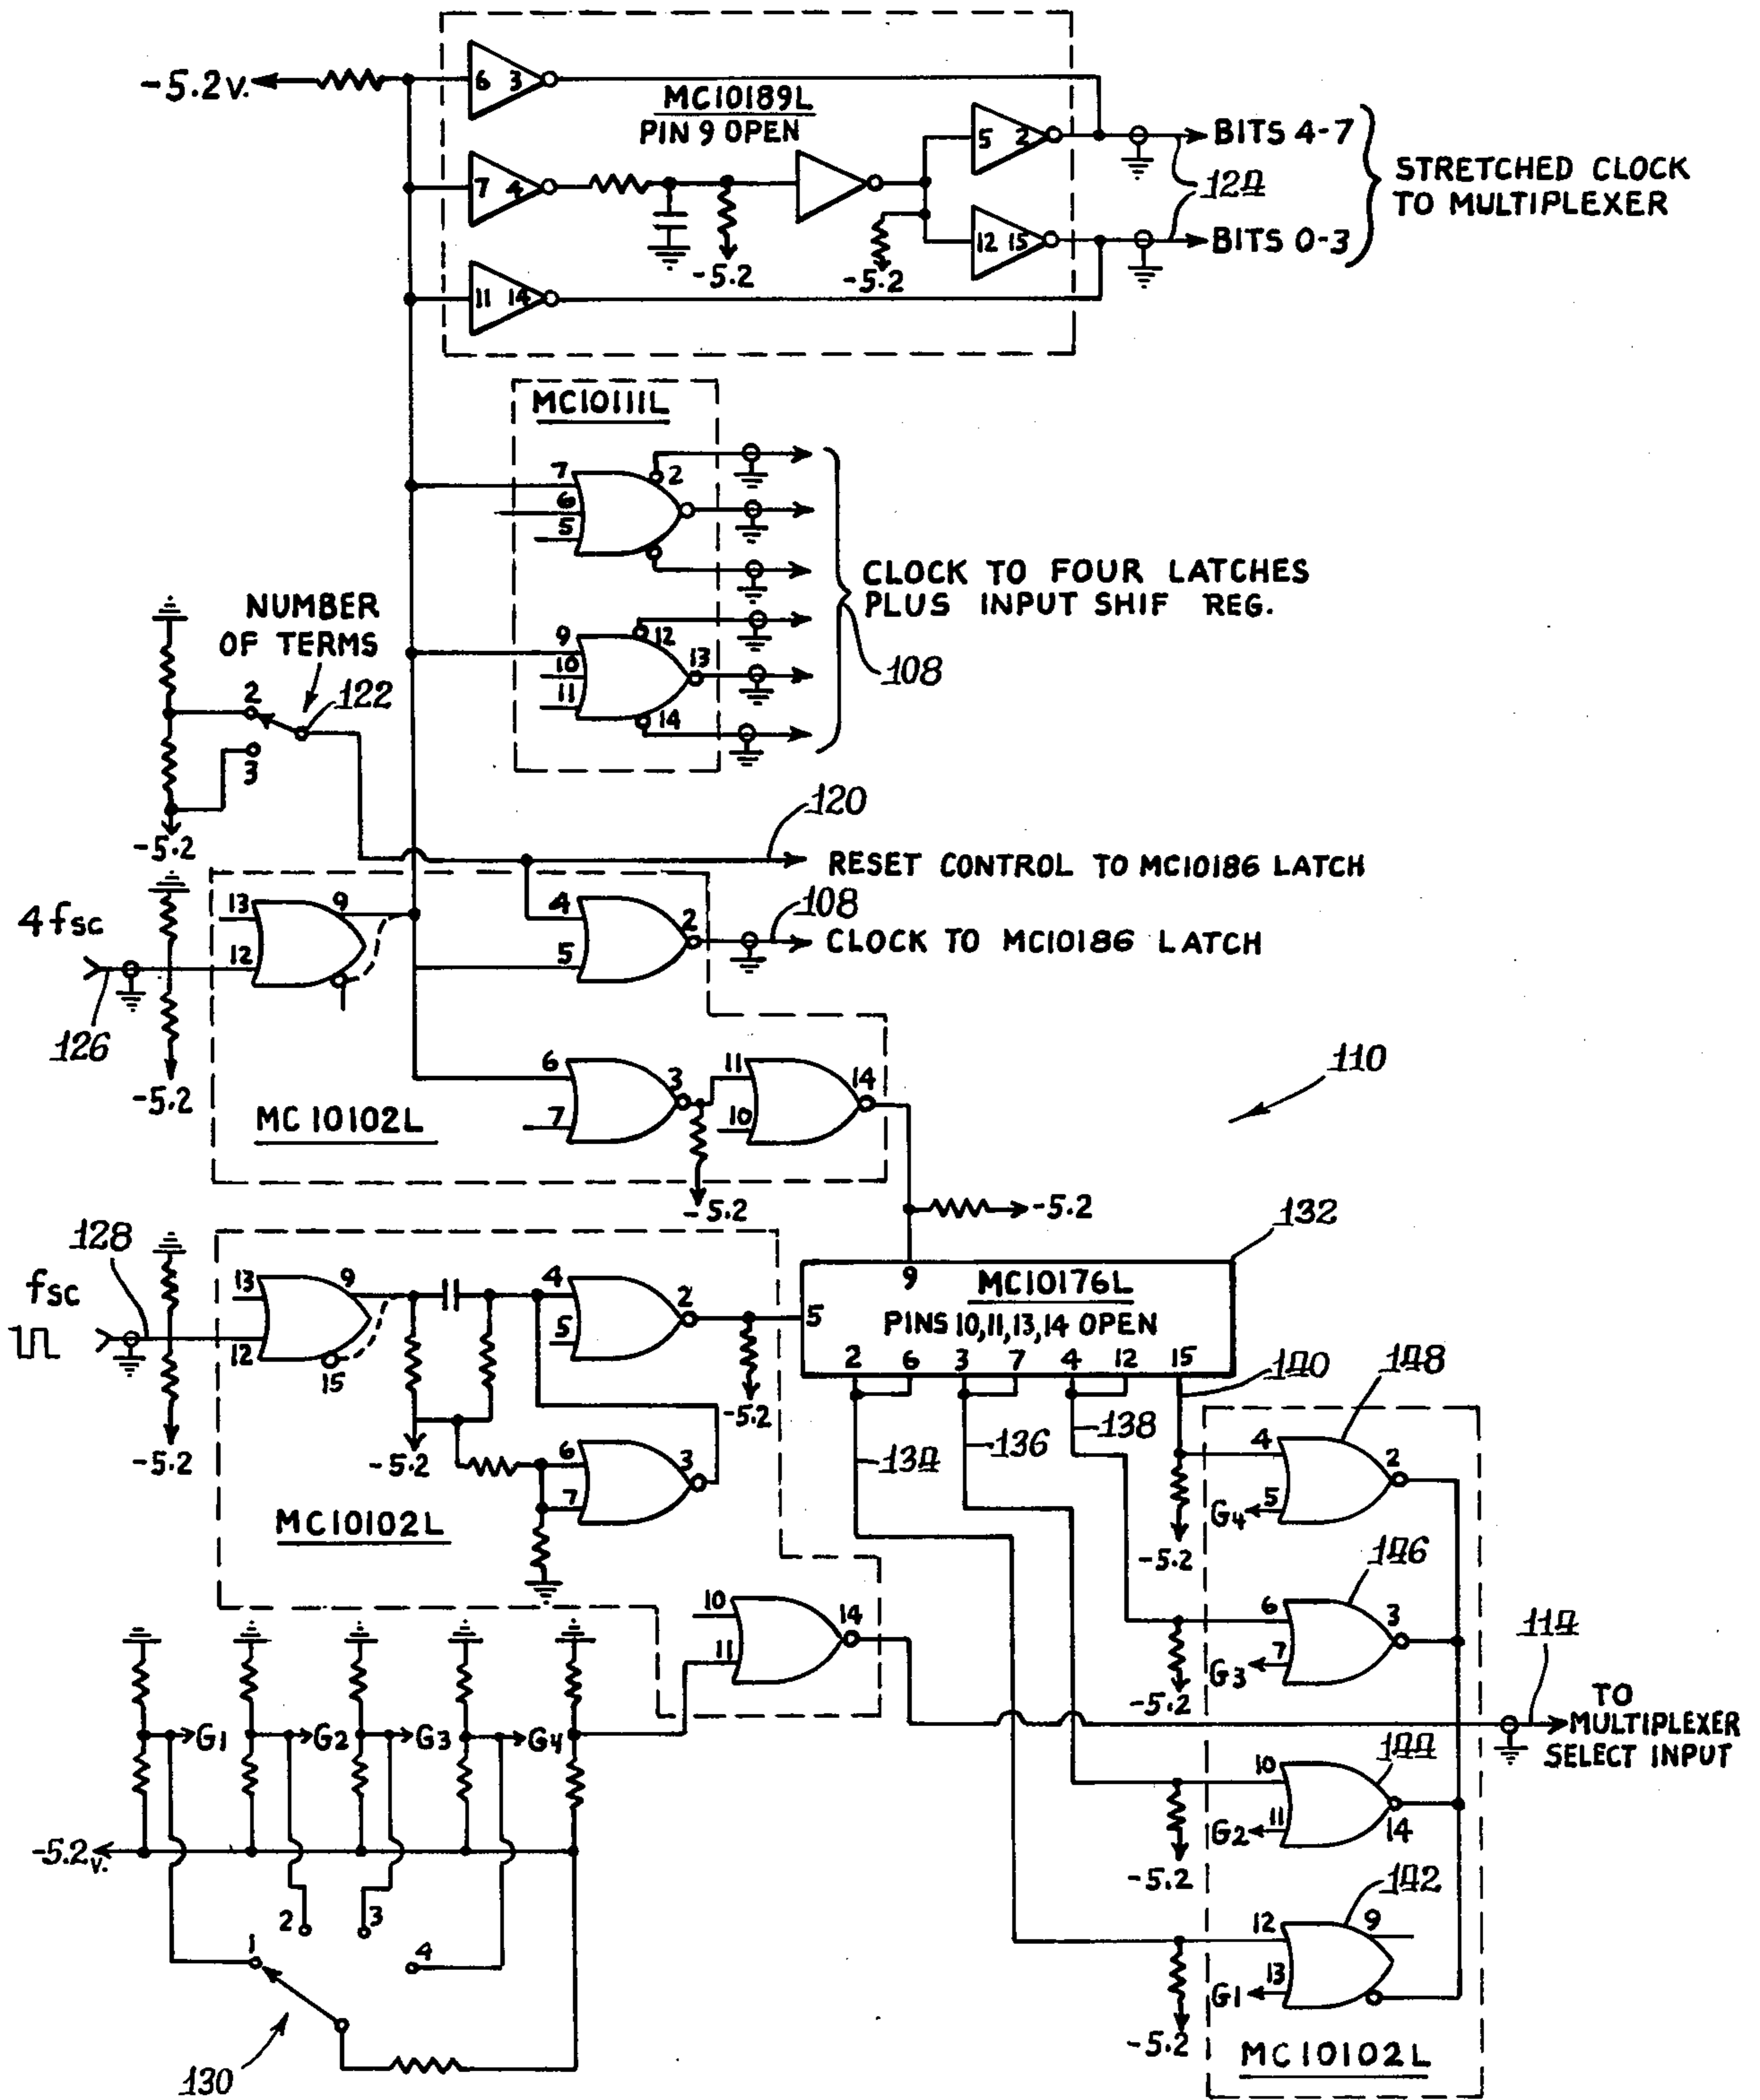 -5.2v.
6 3
MC10189L
PIN 9 OPEN
5 2
BITS 4-7
7 4
124
STRETCHED CLOCK
TO MULTIPLEXER
12 15
BITS 0-3
-5.2
-5.2
11 14
MC10111L
7
2
6
5
CLOCK TO FOUR LATCHES
PLUS INPUT SHIF REG.
NUMBER
OF TERMS
9
12
10
13
11
108
14
2
122
3
-5.2
120
RESET CONTROL TO MC10186 LATCH
4 fsc
13
9
4
2
108
12
5
CLOCK TO MC10186 LATCH
126
-5.2
6
3
11
14
7
10
110
MC10102L
-5.2
-5.2
128
132
fsc
13
9
4
2
9
MC10176L
PINS 10,11,13,14 OPEN
5
5
12
15
2 6 3 7 4 12 15
148
140
-5.2
-5.2
-5.2
138
136
134
6
3
7
4
2
5
G4
MC10102L
-5.2
146
10
14
11
6
3
7
G3
114
-5.2
TO
MULTIPLEXER
SELECT INPUT
G1
G2
G3
G4
144
10
11
G2
14
-5.2v.
-5.2
142
2
3
1
4
12
9
13
G1
-5.2
130
MC10102L